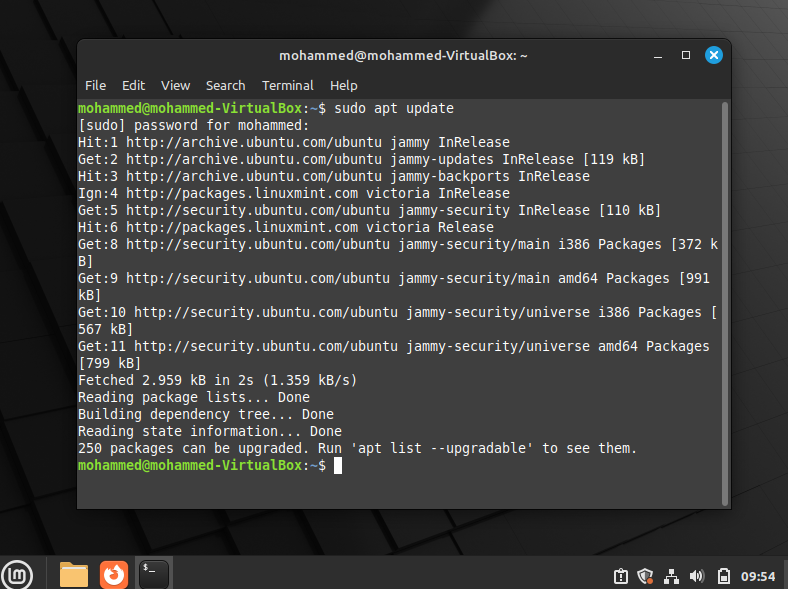 mohammed@mohammed-VirtualBox: ~
File Edit View Search Terminal Help
mohammed@mohammed-VirtualBox:~$ sudo apt update
[sudo] password for mohammed:
Hit:1 http://archive.ubuntu.com/ubuntu jammy InRelease
Get:2 http://archive.ubuntu.com/ubuntu jammy-updates InRelease [119 kB]
Hit:3 http://archive.ubuntu.com/ubuntu jammy-backports InRelease
Ign:4 http://packages.linuxmint.com victoria InRelease
Get:5 http://security.ubuntu.com/ubuntu jammy-security InRelease [110 kB]
Hit:6 http://packages.linuxmint.com victoria Release
Get:8 http://security.ubuntu.com/ubuntu jammy-security/main i386 Packages [372 k
B]
Get:9 http://security.ubuntu.com/ubuntu jammy-security/main amd64 Packages [991
kB]
Get:10 http://security.ubuntu.com/ubuntu jammy-security/universe i386 Packages [
567 kB]
Get:11 http://security.ubuntu.com/ubuntu jammy-security/universe amd64 Packages
[799 kB]
Fetched 2.959 kB in 2s (1.359 kB/s)
Reading package lists... Done
Building dependency tree... Done
Reading state information... Done
250 packages can be upgraded. Run 'apt list --upgradable' to see them.
mohammed@mohammed-VirtualBox:~$
$_
09:54